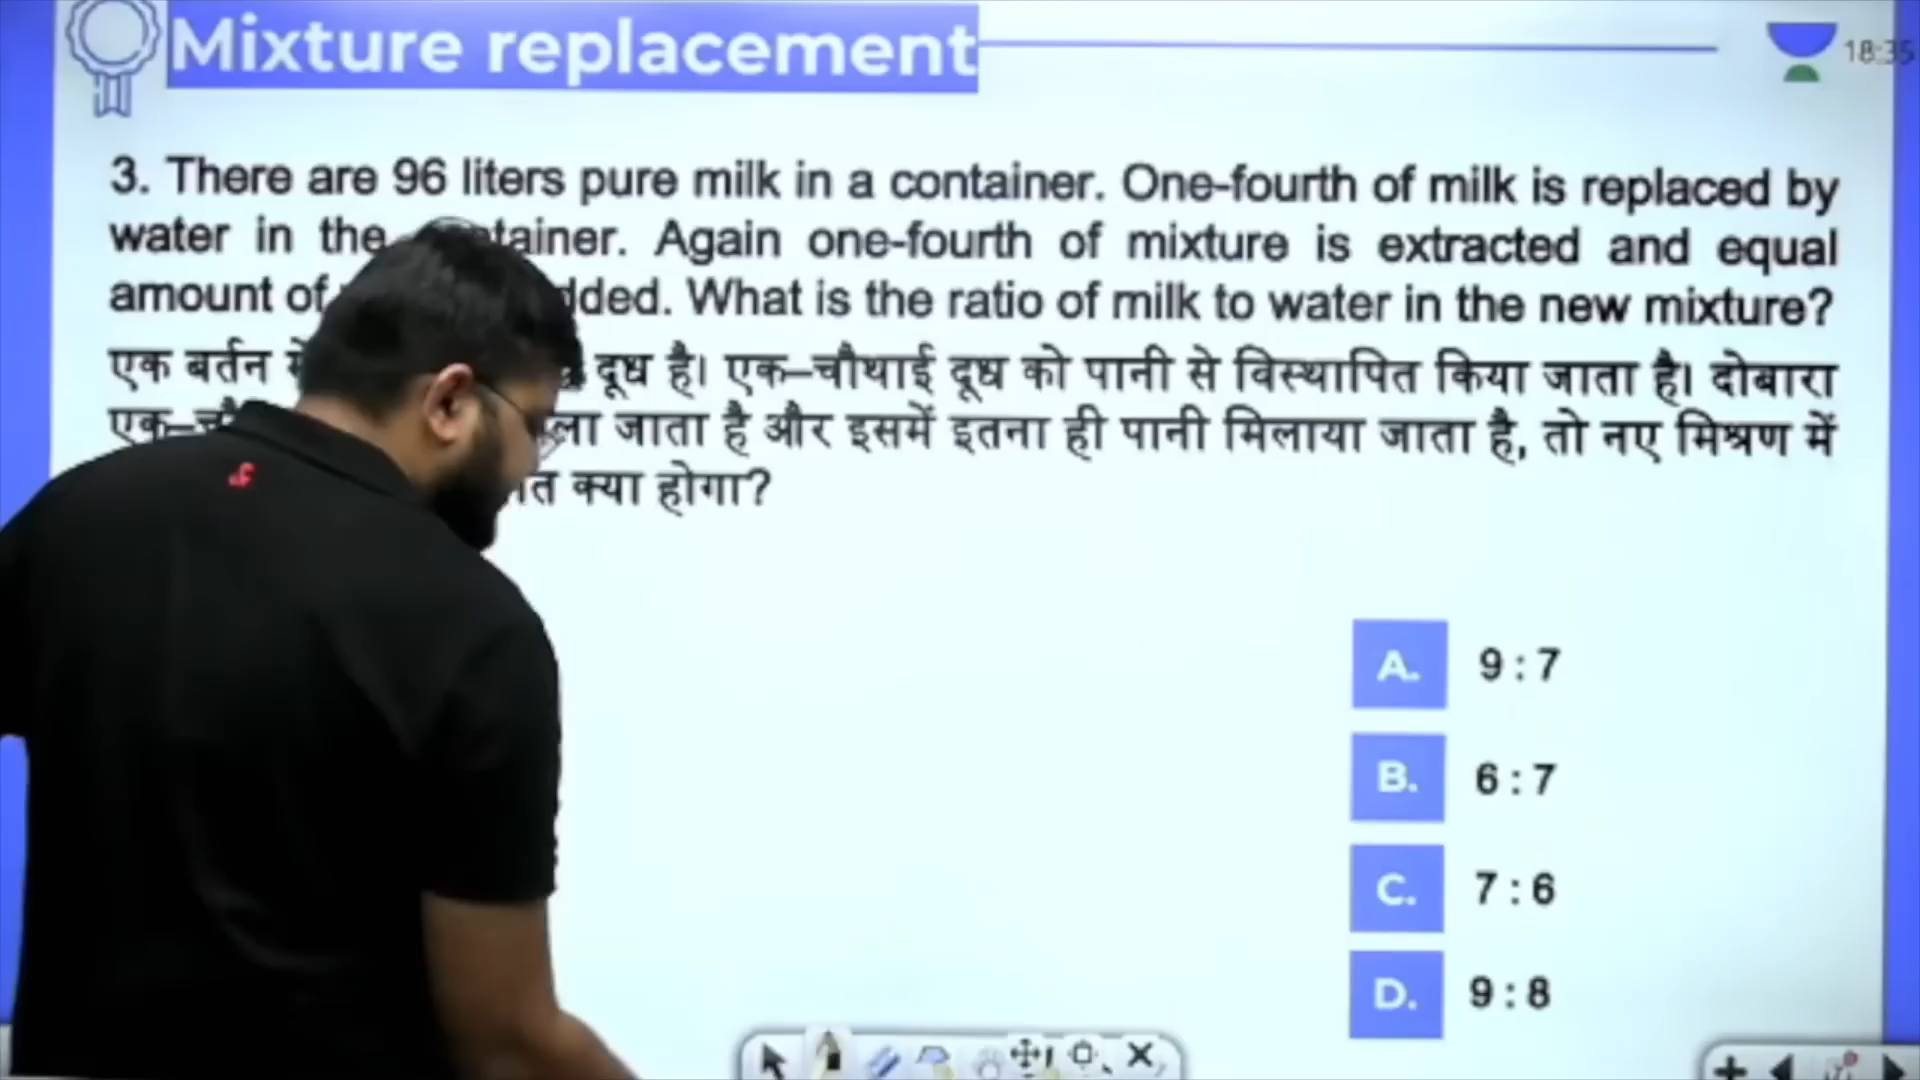 Mixture replacement
18:35
3. There are 96 liters pure milk in a container. One-fourth of milk is replaced by
water in the tainer. Again one-fourth of mixture is extracted and equal
amount of dded. What is the ratio of milk to water in the new mixture?
एक बर्तन दूध है। एक–चौथाई दूध को पानी से विस्थापित किया जाता है। दोबारा
जाता है और इसमें इतना ही पानी मिलाया जाता है, तो नए मिश्रण में
क्या होगा?
A. 9 : 7
B. 6 : 7
C. 7 : 6
D. 9 : 8